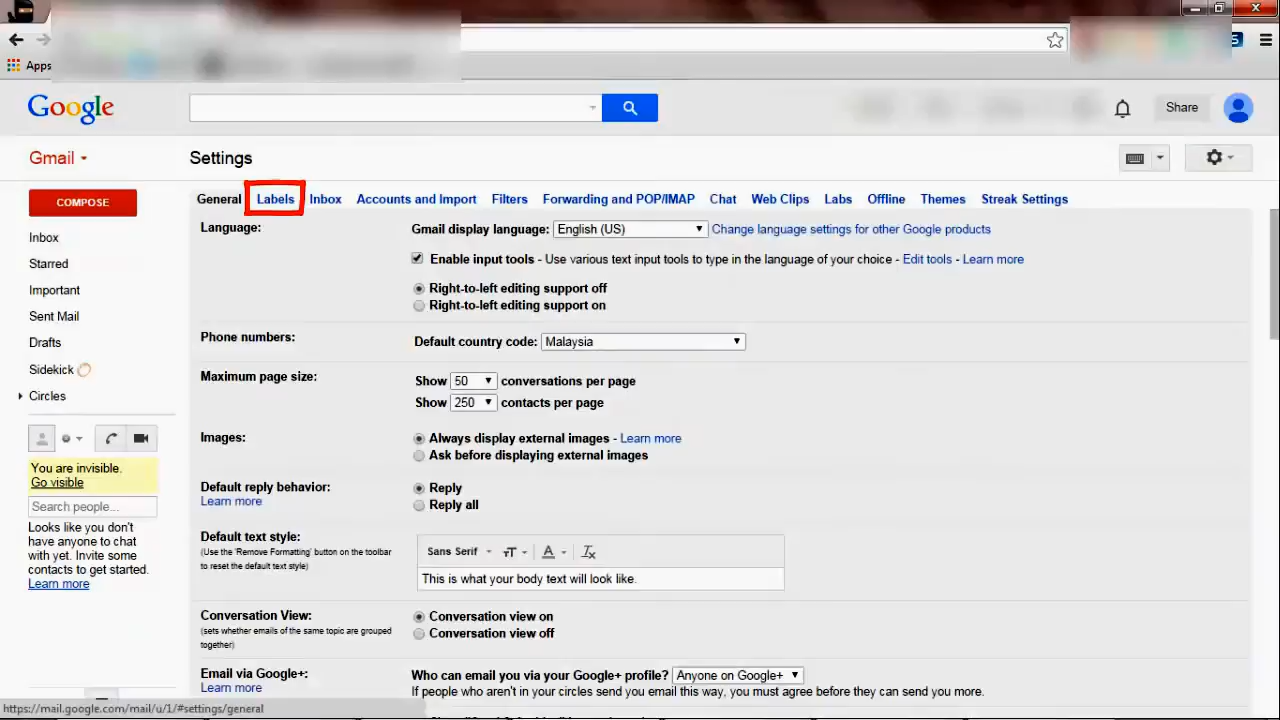 Apps
Google
Share
Gmail
Settings
COMPOSE
General Labels Inbox Accounts and Import Filters Forwarding and POP/IMAP Chat Web Clips Labs Offline Themes Streak Settings
Inbox
Starred
Important
Sent Mail
Drafts
Sidekick
Circles
You are invisible.
Go visible
Search people...
Looks like you don't
have anyone to chat
with yet. Invite some
contacts to get started.
Learn more
Language:
Gmail display language: English (US) Change language settings for other Google products
Enable input tools - Use various text input tools to type in the language of your choice - Edit tools - Learn more
Right-to-left editing support off
Right-to-left editing support on
Phone numbers:
Default country code: Malaysia
Maximum page size:
Show 50 conversations per page
Show 250 contacts per page
Images:
Always display external images - Learn more
Ask before displaying external images
Default reply behavior:
Learn more
Reply
Reply all
Default text style:
(Use the 'Remove Formatting' button on the toolbar
to reset the default text style)
Sans Serif
This is what your body text will look like.
Conversation View:
(sets whether emails of the same topic are grouped
together)
Conversation view on
Conversation view off
Email via Google+:
Learn more
Who can email you via your Google+ profile? Anyone on Google+
If people who aren't in your circles send you email this way, you must agree before they can send you more.
https://mail.google.com/mail/u/1/#settings/general